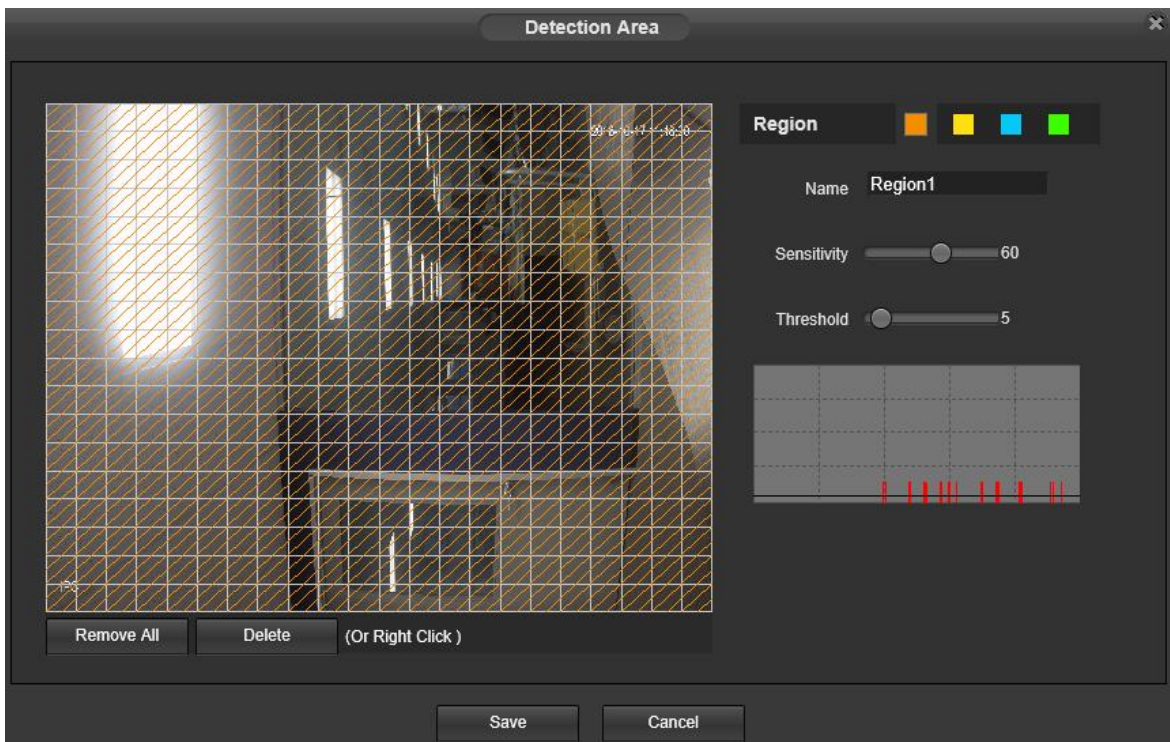 Detection Area
Region
Name Region1
Sensitivity 60
Threshold 5
Remove All Delete (Or Right Click )
Save Cancel